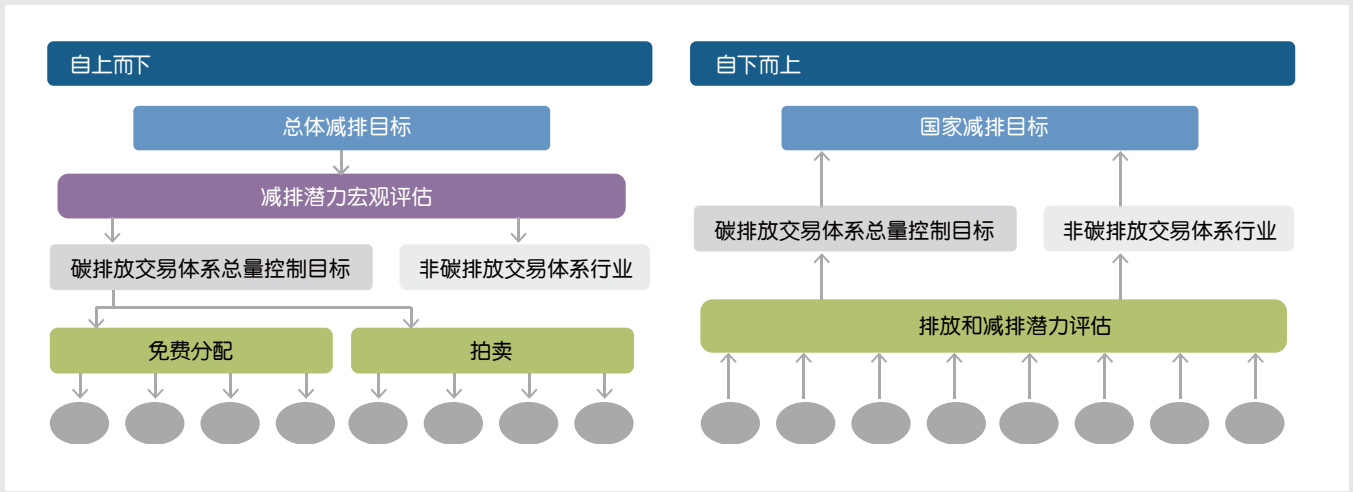 自上而下
总体减排目标
减排潜力宏观评估
碳排放交易体系总量控制目标
非碳排放交易体系行业
免费分配
拍卖
自下而上
国家减排目标
碳排放交易体系总量控制目标
非碳排放交易体系行业
排放和减排潜力评估